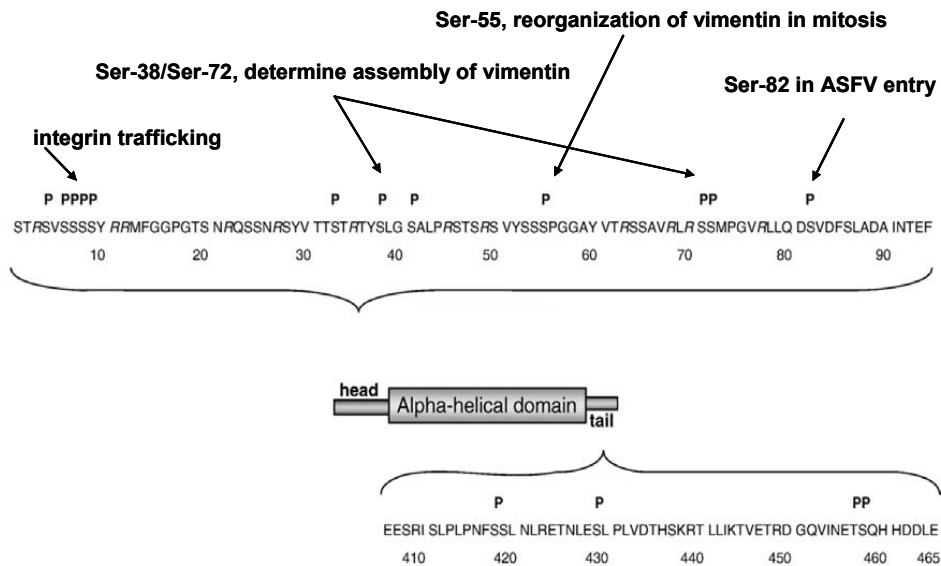 Ser-55, reorganization of vimentin in mitosis
Ser-38/Ser-72, determine assembly of vimentin
Ser-82 in ASFV entry
integrin trafficking
P PPPP P P P P PP P
STRSVSSSSY RRMFGGPGTS NRQSSNRSYV TTSTRTYSLG SALPRSTSRS VYSSSPGGAY VTRSSAVRLR SSMPGVRLLQ DSVDFSLADA INTEF
10 20 30 40 50 60 70 80 90
head
Alpha-helical domain
tail
P P PP
EESRI SLPLPNFSSL NLRETNLESL PLVDTHSKRT LLIKTVETRD GQVINETSQH HDDLE
410 420 430 440 450 460 465